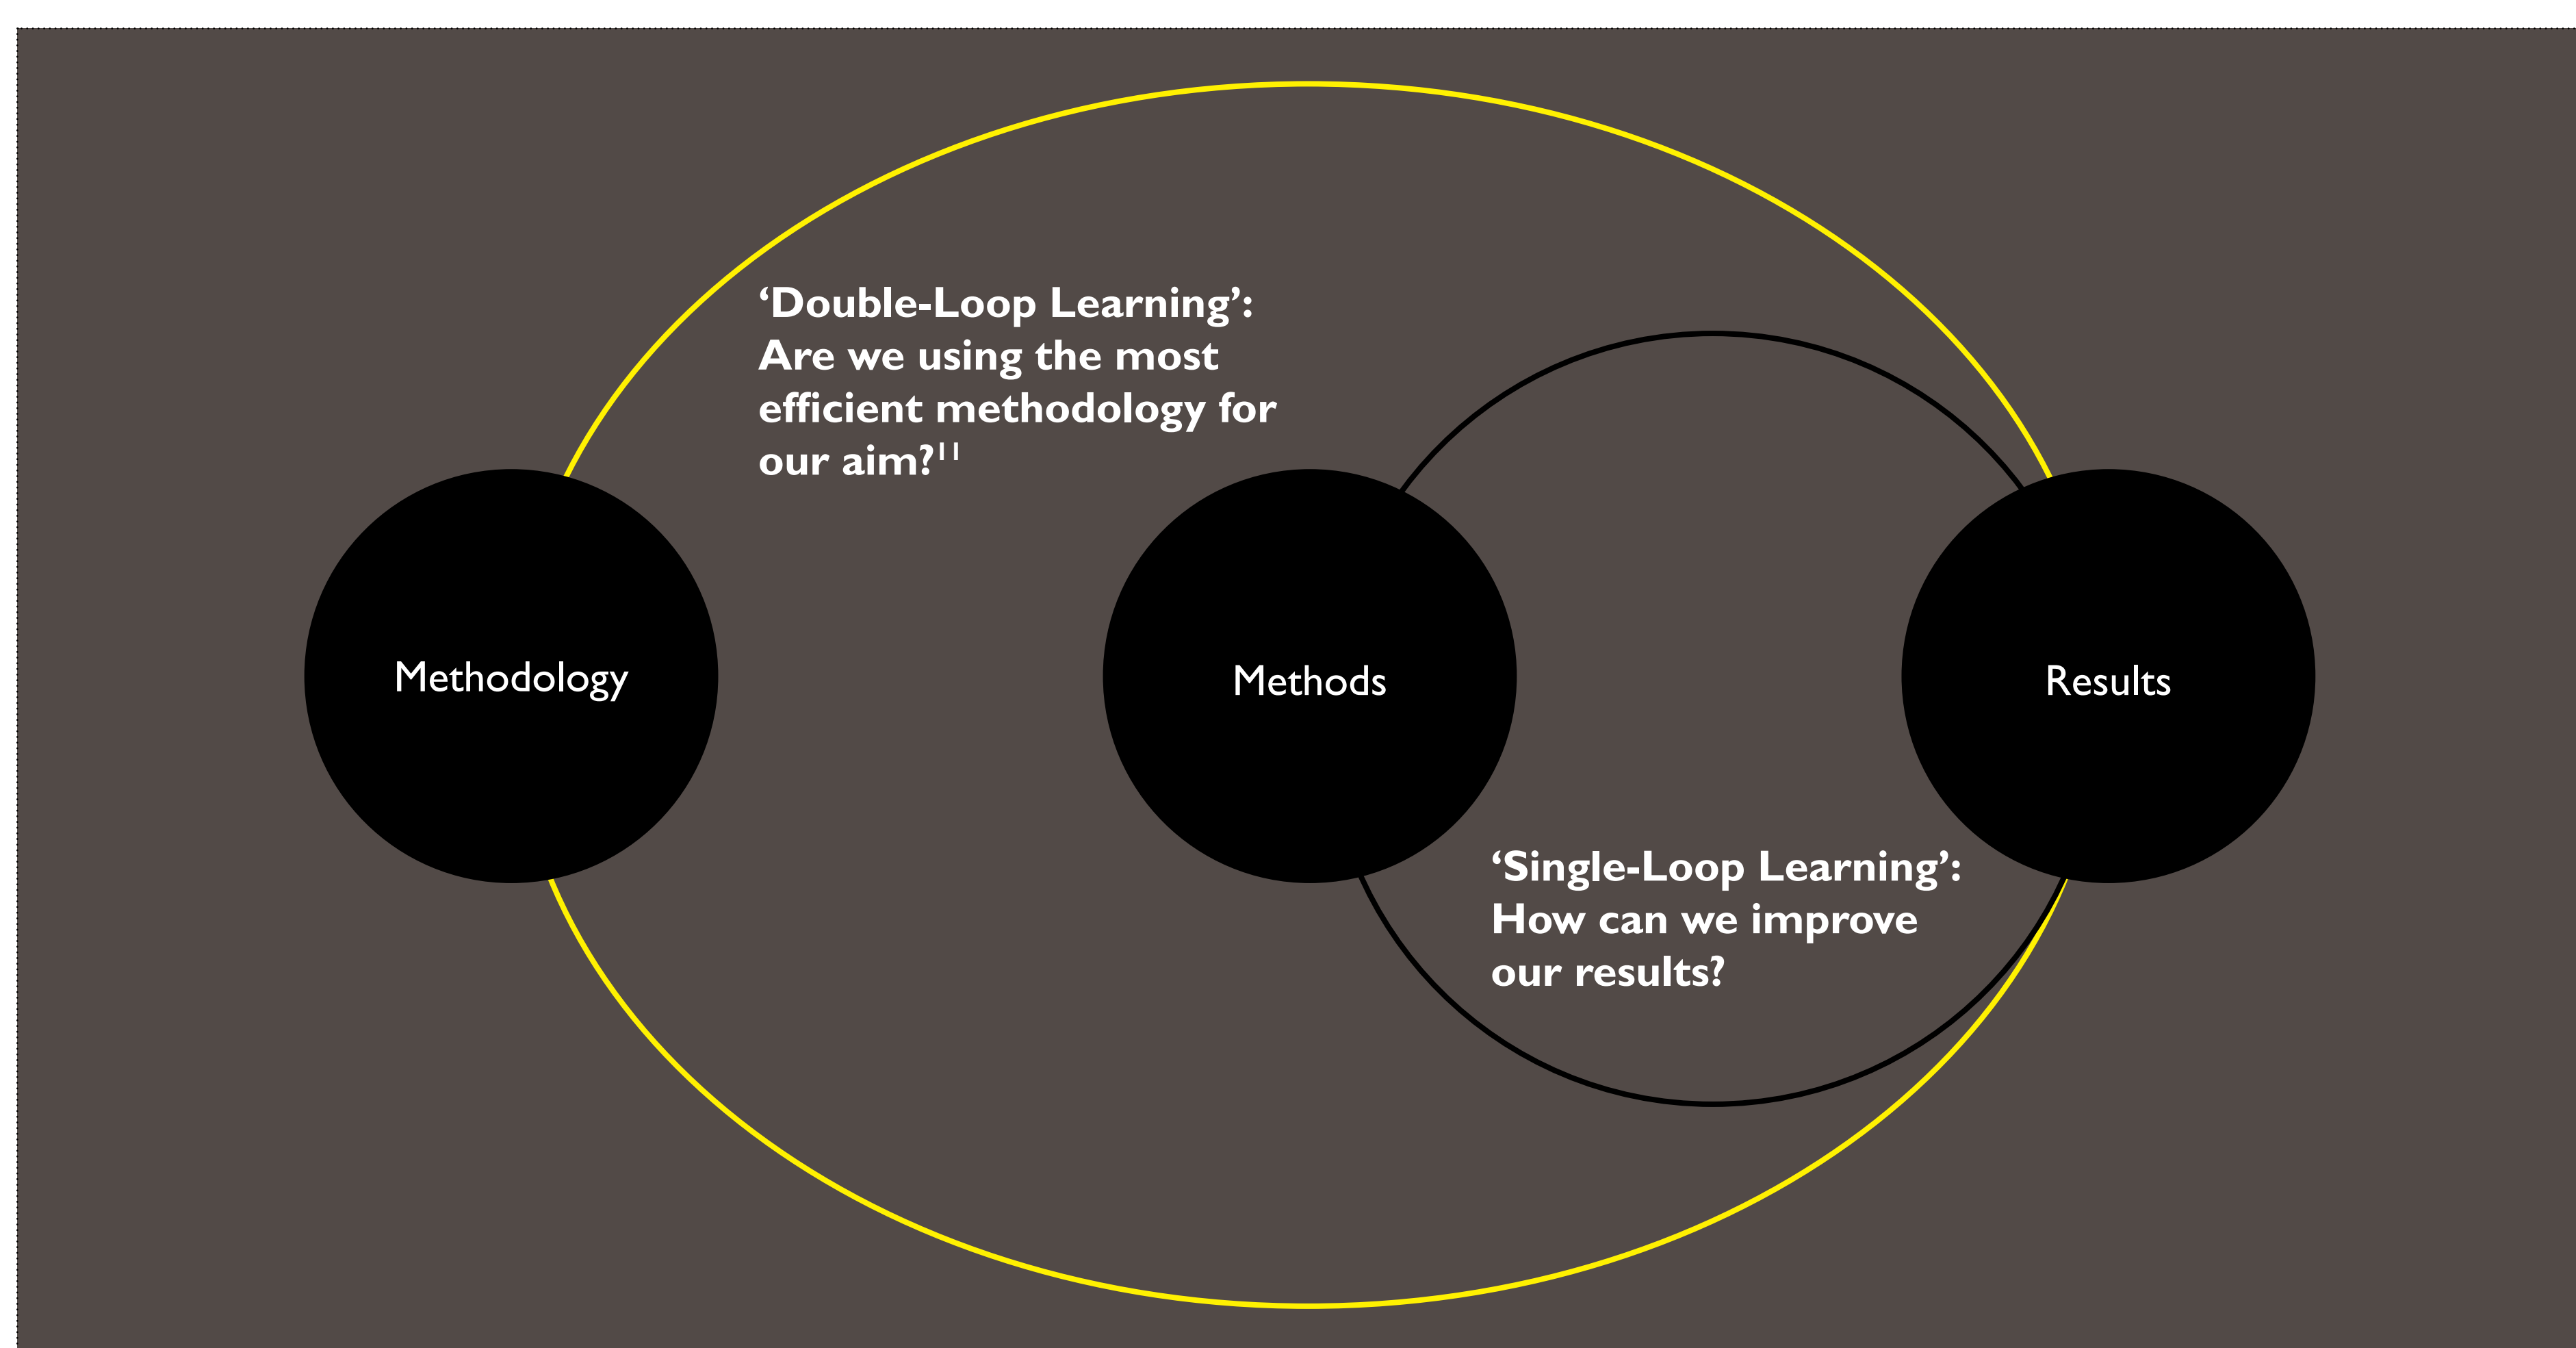 ‘Double-Loop Learning’:
Are we using the most
efficient methodology for
our aim?¹¹
Methodology
Methods
Results
‘Single-Loop Learning’:
How can we improve
our results?